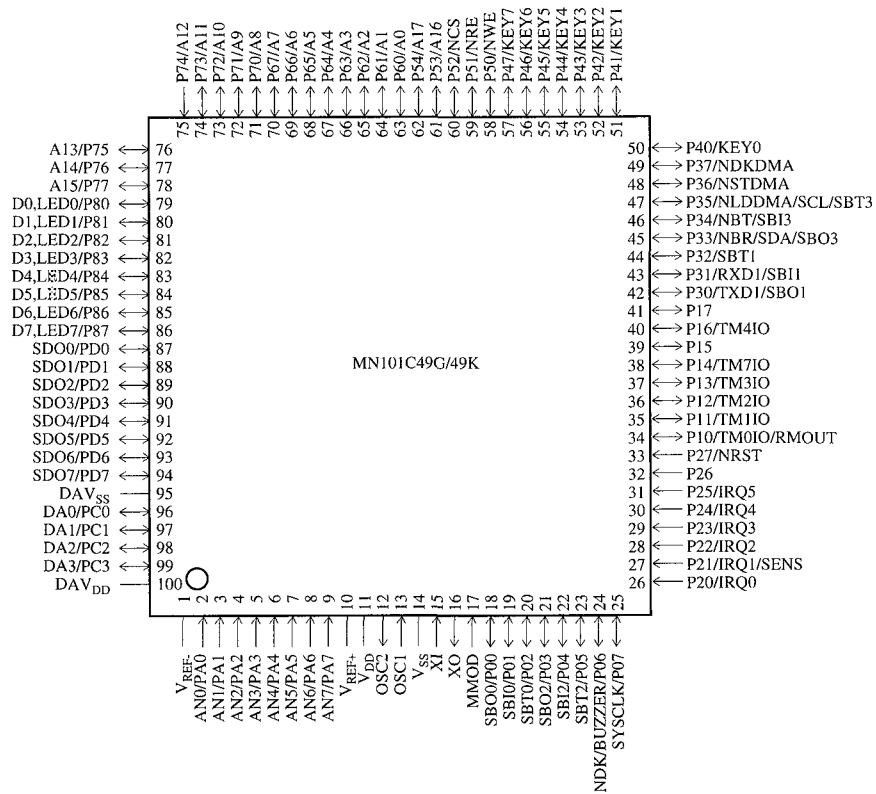 P74/A12
P73/A11
P72/A10
P71/A9
P70/A8
P67/A7
P66/A6
P65/A5
P64/A4
P63/A3
P62/A2
P61/A1
P60/A0
P54/A17
P53/A16
P52/NCS
P51/NRE
P50/NWE
P47/KEY7
P46/KEY6
P45/KEY5
P44/KEY4
P43/KEY3
P42/KEY2
P41/KEY1
75 74 73 72 71 70 69 68 67 66 65 64 63 62 61 60 59 58 57 56 55 54 53 52 51
A13/P75 76
A14/P76 77
A15/P77 78
D0,LED0/P80 79
D1,LED1/P81 80
D2,LED2/P82 81
D3,LED3/P83 82
D4,LED4/P84 83
D5,LED5/P85 84
D6,LED6/P86 85
D7,LED7/P87 86
SDO0/PD0 87
SDO1/PD1 88
SDO2/PD2 89
SDO3/PD3 90
SDO4/PD4 91
SDO5/PD5 92
SDO6/PD6 93
SDO7/PD7 94
DAVSS 95
DA0/PC0 96
DA1/PC1 97
DA2/PC2 98
DA3/PC3 99
DAVDD 100
MN101C49G/49K
50 P40/KEY0
49 P37/NDKDMA
48 P36/NSTDMA
47 P35/NLDDMA/SCL/SBT3
46 P34/NBT/SBI3
45 P33/NBR/SDA/SBO3
44 P32/SBT1
43 P31/RXD1/SBI1
42 P30/TXD1/SBO1
41 P17
40 P16/TM4IO
39 P15
38 P14/TM7IO
37 P13/TM3IO
36 P12/TM2IO
35 P11/TM1IO
34 P10/TM0IO/RMOUT
33 P27/NRST
32 P26
31 P25/IRQ5
30 P24/IRQ4
29 P23/IRQ3
28 P22/IRQ2
27 P21/IRQ1/SENS
26 P20/IRQ0
1 2 3 4 5 6 7 8 9 10 11 12 13 14 15 16 17 18 19 20 21 22 23 24 25
VREF-
AN0/PA0
AN1/PA1
AN2/PA2
AN3/PA3
AN4/PA4
AN5/PA5
AN6/PA6
AN7/PA7
VREF+
VDD
OSC2
OSC1
VSS
XI
XO
MMOD
SBO0/P00
SBI0/P01
SBT0/P02
SBO2/P03
SBI2/P04
SBT2/P05
NDK/BUZZER/P06
SYSCLK/P07